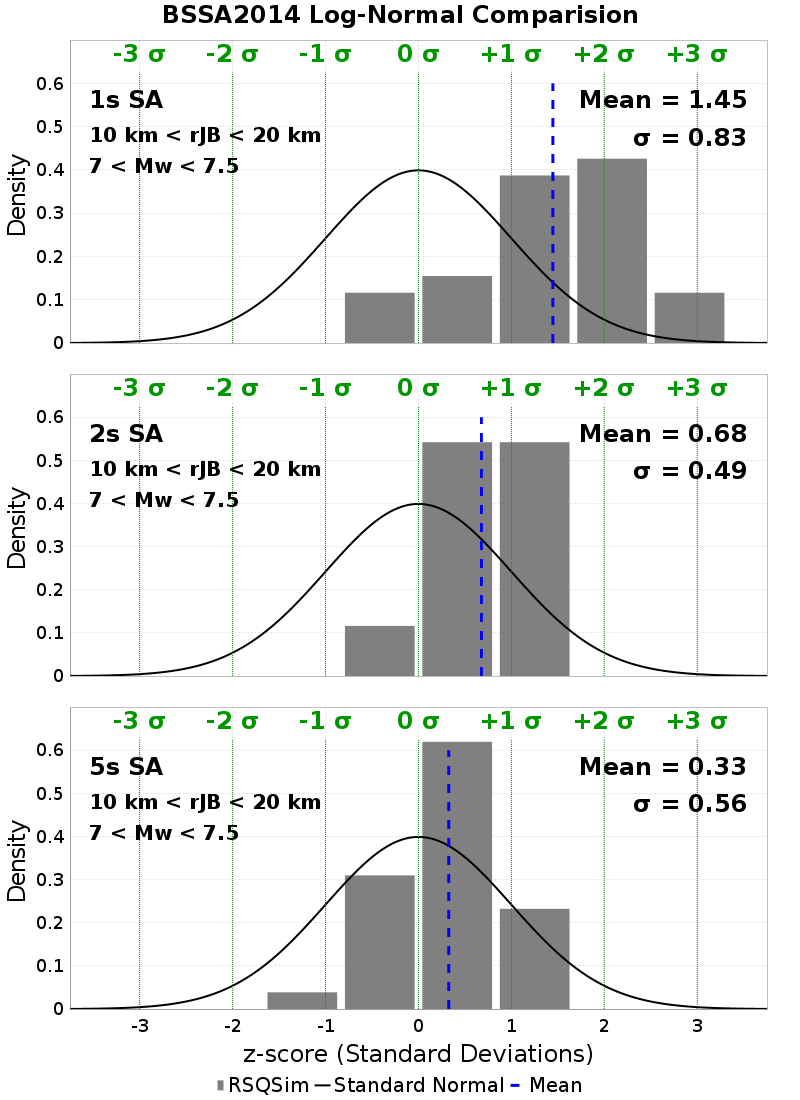 BSSA2014 Log-Normal Comparision
-3 σ -2 σ -1 σ 0 σ +1 σ +2 σ +3 σ
1s SA
10 km < rJB < 20 km
7 < Mw < 7.5
Mean = 1.45
σ = 0.83
Density
0.6
0.5
0.4
0.3
0.2
0.1
0
-3 σ -2 σ -1 σ 0 σ +1 σ +2 σ +3 σ
2s SA
10 km < rJB < 20 km
7 < Mw < 7.5
Mean = 0.68
σ = 0.49
Density
0.6
0.5
0.4
0.3
0.2
0.1
0
-3 σ -2 σ -1 σ 0 σ +1 σ +2 σ +3 σ
5s SA
10 km < rJB < 20 km
7 < Mw < 7.5
Mean = 0.33
σ = 0.56
Density
0.6
0.5
0.4
0.3
0.2
0.1
0
-3 -2 -1 0 1 2 3
z-score (Standard Deviations)
RSQSim Standard Normal Mean